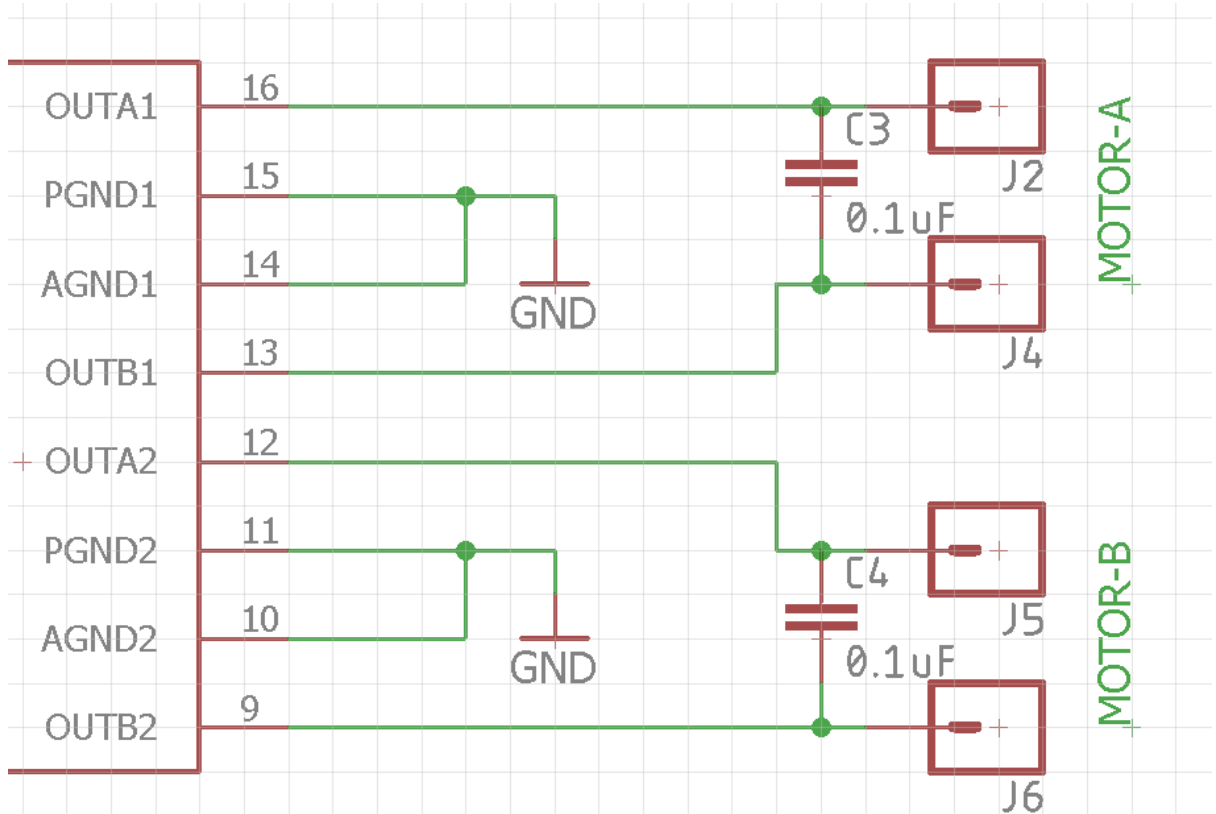 OUTA1
16
C3
J2
MOTOR-A
PGND1
15
0.1uF
AGND1
14
GND
J4
OUTB1
13
OUTA2
12
PGND2
11
C4
J5
MOTOR-B
AGND2
10
GND
0.1uF
OUTB2
9
J6